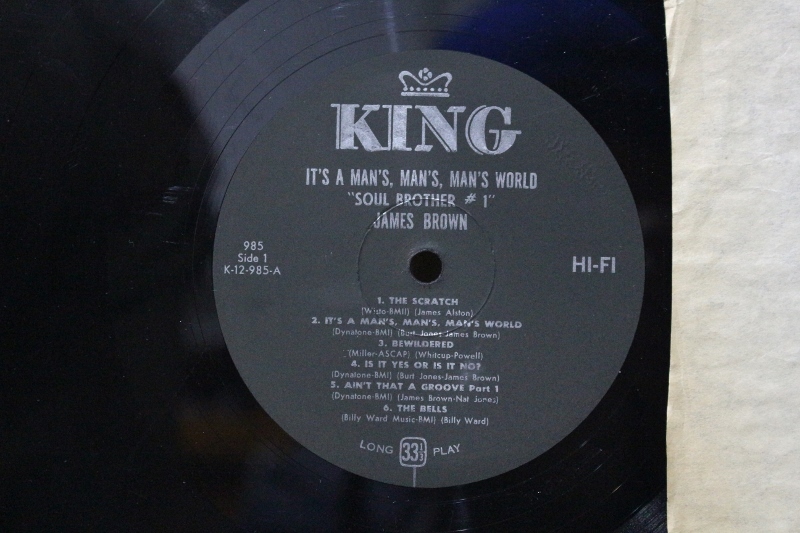 KING
IT'S A MAN'S, MAN'S, MAN'S WORLD
"SOUL BROTHER # 1"
JAMES BROWN
985
Side 1
K-12-985-A
HI-FI
1. THE SCRATCH
(Wisto-BMI) (James Alston)
2. IT'S A MAN'S, MAN'S, MAN'S WORLD
(Dynatone-BMI) (Burt Jones-James Brown)
3. BEWILDERED
(Miller-ASCAP) (Whitcup-Powell)
4. IS IT YES OR IS IT NO?
(Dynatone-BMI) (Burt Jones-James Brown)
5. AIN'T THAT A GROOVE Part 1
(Dynatone-BMI) (James Brown-Nat Jones)
6. THE BELLS
(Billy Ward Music-BMI) (Billy Ward)
LONG 33 1/3 PLAY